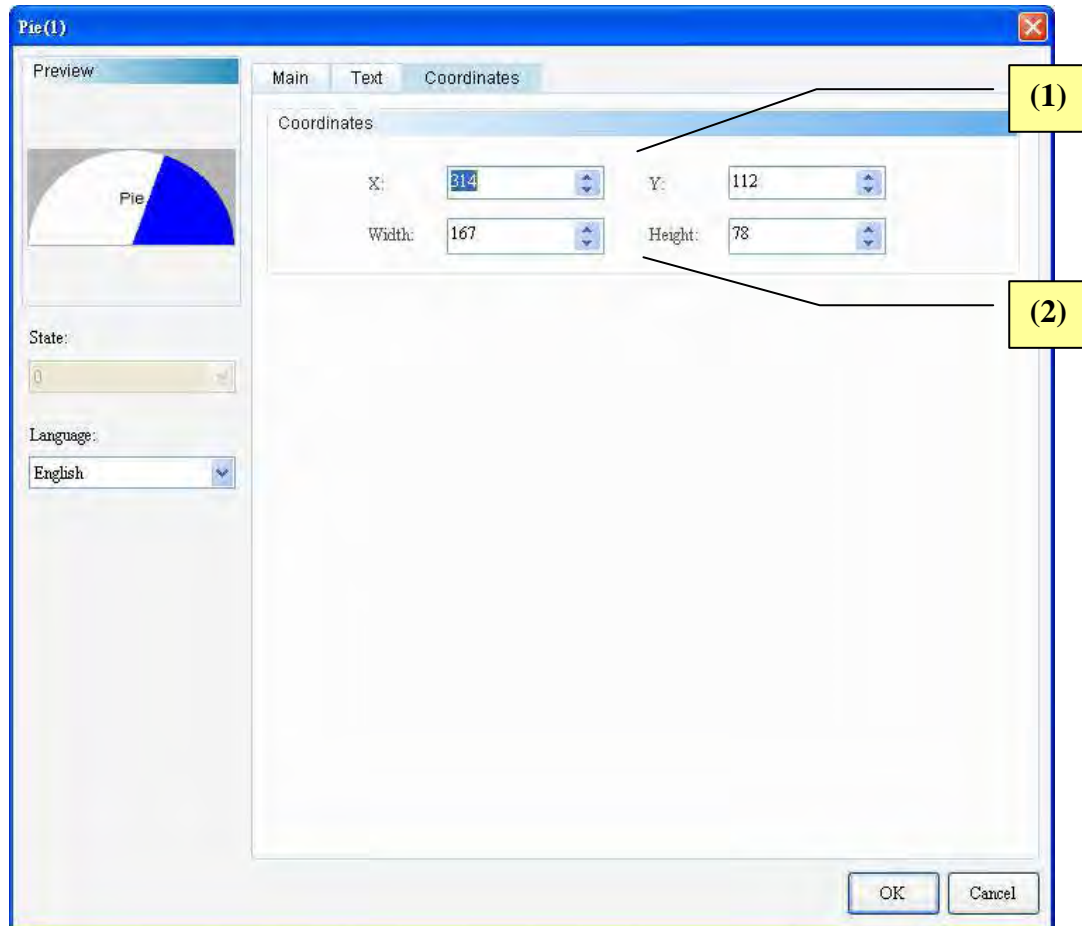 Pie(1)
Preview
Pie
State:
0
Language:
English
Main Text Coordinates
Coordinates
X: 314 Y: 112
Width: 167 Height: 78
(1)
(2)
OK Cancel